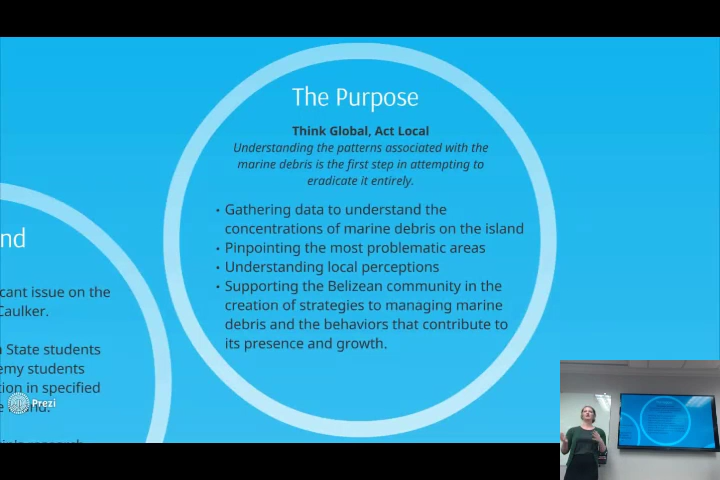 The Purpose
Think Global, Act Local
Understanding the patterns associated with the
marine debris is the first step in attempting to
eradicate it entirely.
• Gathering data to understand the
concentrations of marine debris on the island
• Pinpointing the most problematic areas
• Understanding local perceptions
• Supporting the Belizean community in the
creation of strategies to managing marine
debris and the behaviors that contribute to
its presence and growth.
nd
cant issue on the
Caulker.
State students
emy students
tion in specified
Prezi